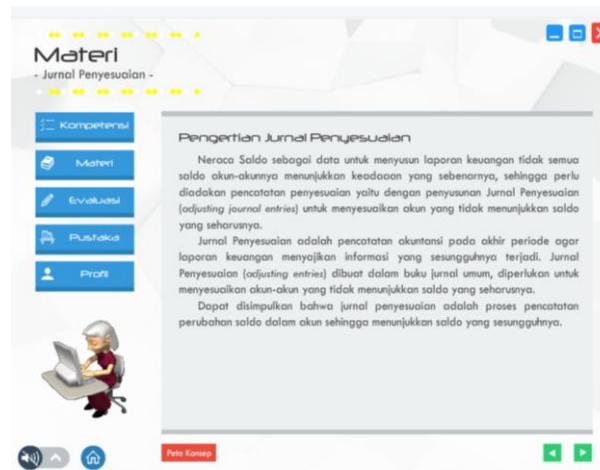 Materi
- Jurnal Penyesuaian -
Kompetensi
Materi
Evaluasi
Pustaka
Profil
Pengertian Jurnal Penyesuaian
Neraca Saldo sebagai data untuk menyusun laporan keuangan tidak semua
saldo akun-akunnya menunjukkan keadaan yang sebenarnya, sehingga perlu
diadakan pencatatan penyesuaian yaitu dengan penyusunan Jurnal Penyesuaian
(adjusting journal entries) untuk menyesuaikan akun yang tidak menunjukkan saldo
yang seharusnya.
Jurnal Penyesuaian adalah pencatatan akuntansi pada akhir periode agar
laporan keuangan menyajikan informasi yang sesungguhnya terjadi. Jurnal
Penyesuaian (adjusting entries) dibuat dalam buku jurnal umum, diperlukan untuk
menyesuaikan akun-akun yang tidak menunjukkan saldo yang seharusnya.
Dapat disimpulkan bahwa jurnal penyesuaian adalah proses pencatatan
perubahan saldo dalam akun sehingga menunjukkan saldo yang sesungguhnya.
Peta Konsep